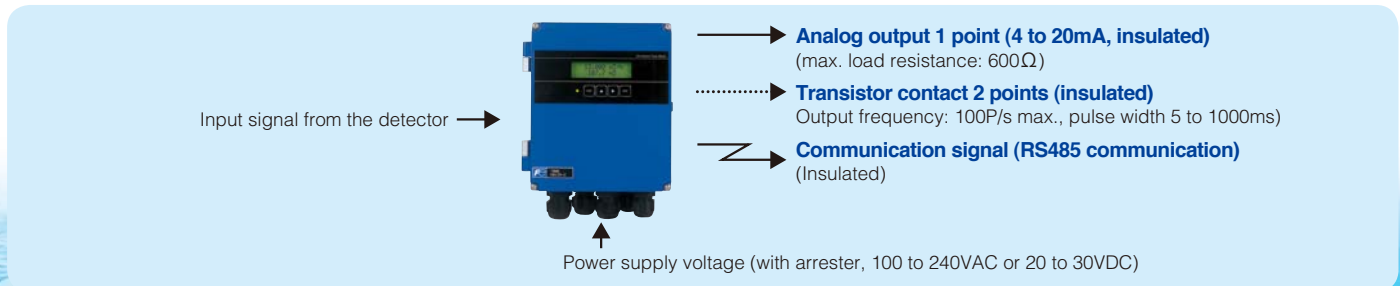 Analog output 1 point (4 to 20mA, insulated)
(max. load resistance: 600Ω)
Transistor contact 2 points (insulated)
Output frequency: 100P/s max., pulse width 5 to 1000ms)
Input signal from the detector
Communication signal (RS485 communication)
(Insulated)
Power supply voltage (with arrester, 100 to 240VAC or 20 to 30VDC)